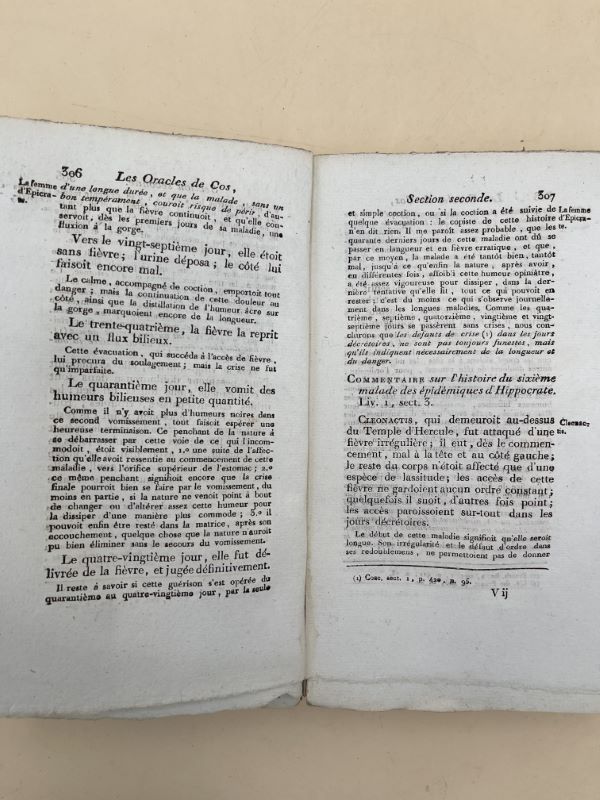 306 Les Oracles de Cos,
La femme d'Epicrate.
d'une longue durée, et que la malade, sans un
bon tempérament, couroit risque de périr, d'au-
tant plus que la fièvre continuoit, et qu'elle con-
servoit, dès les premiers jours de sa maladie, une
fluxion à la gorge.
Vers le vingt-septième jour, elle étoit
sans fièvre ; l'urine déposa ; le côté lui
faisoit encore mal.
Le calme, accompagné de coction, emportoit tout
danger ; mais la continuation de cette douleur au
côté, ainsi que la distillation de l'humeur âcre sur
la gorge, marquoient encore de la longueur.
Le trente-quatrième, la fièvre la reprit
avec un flux bilieux.
Cette évacuation, qui succéda à l'accès de fièvre,
lui procura du soulagement ; mais la crise ne fut
qu'imparfaite.
Le quarantième jour, elle vomit des
humeurs bilieuses en petite quantité.
Comme il n'y avoit plus d'humeurs noires dans
ce second vomissement, tout faisoit espérer une
heureuse terminaison. Ce penchant de la nature à
se débarrasser par cette voie de ce qui l'incom-
modoit, étoit visiblement, 1.º une suite de l'affec-
tion qu'elle avoit ressentie au commencement de cette
maladie, vers l'orifice supérieur de l'estomac ; 2.º
ce même penchant signifioit encore que la crise
finale pourroit bien se faire par le vomissement, du
moins en partie, si la nature ne venoit point à bout
de changer ou d'altérer assez cette humeur pour
la dissiper d'une manière plus commode ; 3.º il
pouvoit enfin être resté dans la matrice, après son
accouchement, quelque chose que la nature n'auroit
pu bien éliminer sans le secours du vomissement.
Le quatre-vingtième jour, elle fut dé-
livrée de la fièvre, et jugée définitivement.
Il reste à savoir si cette guérison s'est opérée du
quarantième au quatre-vingtième jour, par la seule
Section seconde. 307
La femme d'Epicrate.
et simple coction, ou si la coction a été suivie de
quelque évacuation : le copiste de cette histoire
n'en dit rien. Il me paroît assez probable, que les
quarante derniers jours de cette maladie ont dû se
passer en langueur et en fièvre erratique, et que,
par ce moyen, la malade a été tantôt bien, tantôt
mal, jusqu'à ce qu'enfin la nature, après avoir,
en différentes fois, affoibli cette humeur opiniâtre,
a été assez vigoureuse pour dissiper, dans la der-
nière tentative qu'elle fit, tout ce qui pouvoit en
rester ; c'est du moins ce qui s'observe journelle-
ment dans les longues maladies. Comme les qua-
trième, septième, quatorzième, vingtième et vingt-
septième jours se passèrent sans crises, nous con-
cluerons que les défauts de crise (1) dans les jours
décrétoires, ne sont pas toujours funestes, mais
qu'ils indiquent nécessairement de la longueur et
du danger.
Commentaire sur l'histoire du sixième
malade des épidémiques d'Hippocrate.
Liv. 1, sect. 3.
Cleonactis, qui demeuroit au-dessus
du Temple d'Hercule, fut attaqué d'une
fièvre irrégulière ; il eut, dès le commen-
cement, mal à la tête et au côté gauche ;
le reste du corps n'étoit affecté que d'une
espèce de lassitude ; les accès de cette
fièvre ne gardoient aucun ordre constant ;
quelquefois il suoit, d'autres fois point ;
les accès paroissoient sur-tout dans les
jours décrétoires.
Le début de cette maladie signifioit qu'elle seroit
longue. Son irrégularité et le défaut d'ordre dans
ses redoublemens, ne permettoient pas de donner
(1) Coac. sect. 1, p. 420, n. 95.
V ij